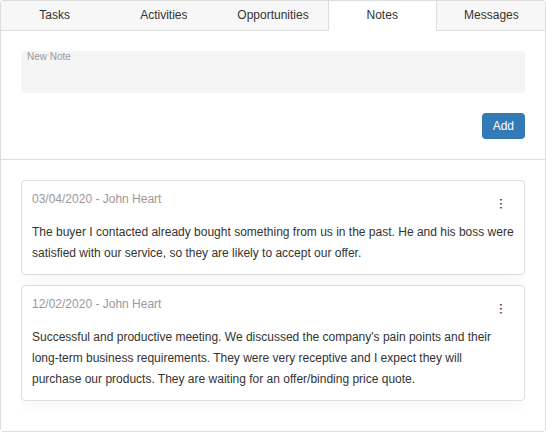 Tasks Activities Opportunities Notes Messages
New Note
Add
03/04/2020 - John Heart
The buyer I contacted already bought something from us in the past. He and his boss were
satisfied with our service, so they are likely to accept our offer.
12/02/2020 - John Heart
Successful and productive meeting. We discussed the company's pain points and their
long-term business requirements. They were very receptive and I expect they will
purchase our products. They are waiting for an offer/binding price quote.